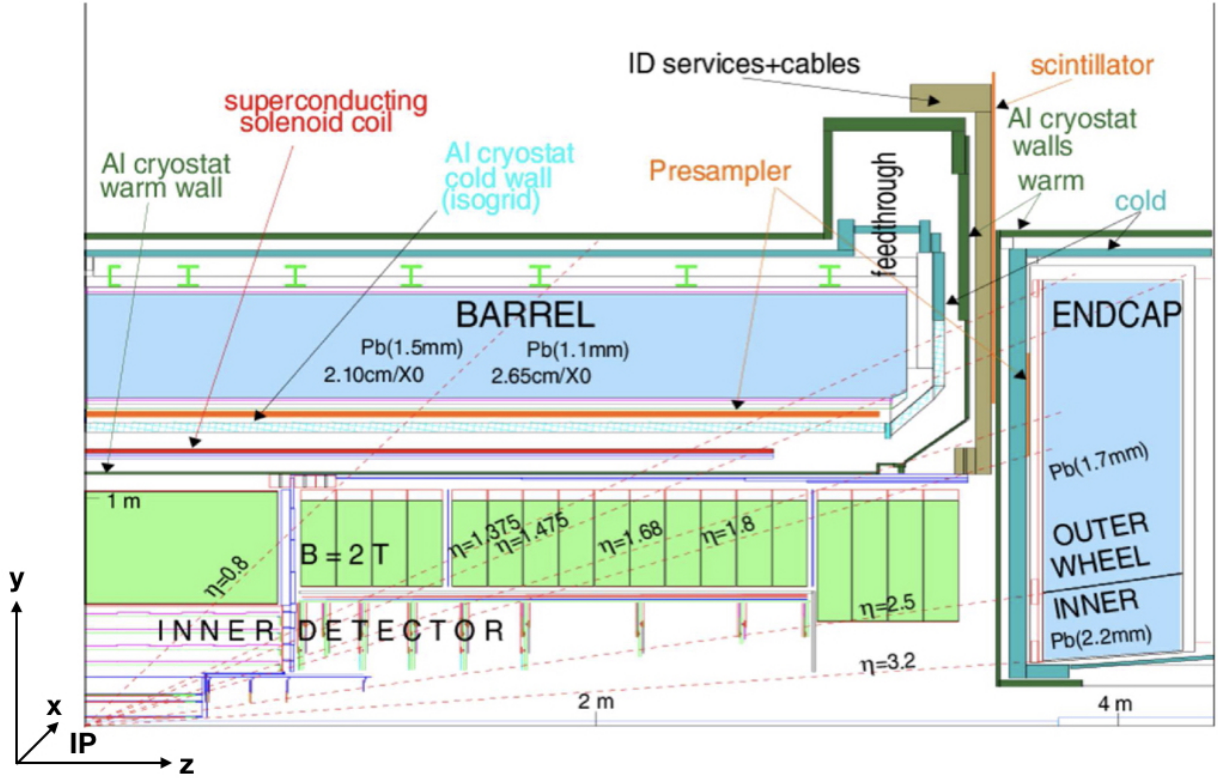 ID services+cables
scintillator
superconducting
solenoid coil
Al cryostat
walls
warm
cold
Al cryostat
warm wall
Al cryostat
cold wall
(isogrid)
Presampler
feedthrough
BARREL
Pb(1.5mm)
Pb(1.1mm)
2.10cm/X0
2.65cm/X0
ENDCAP
Pb(1.7mm)
OUTER
WHEEL
INNER
Pb(2.2mm)
1 m
η=0.8
B = 2 T
η=1.375
η=1.475
η=1.68
η=1.8
η=2.5
η=3.2
INNER DETECTOR
2 m
4 m
y
x
IP
z